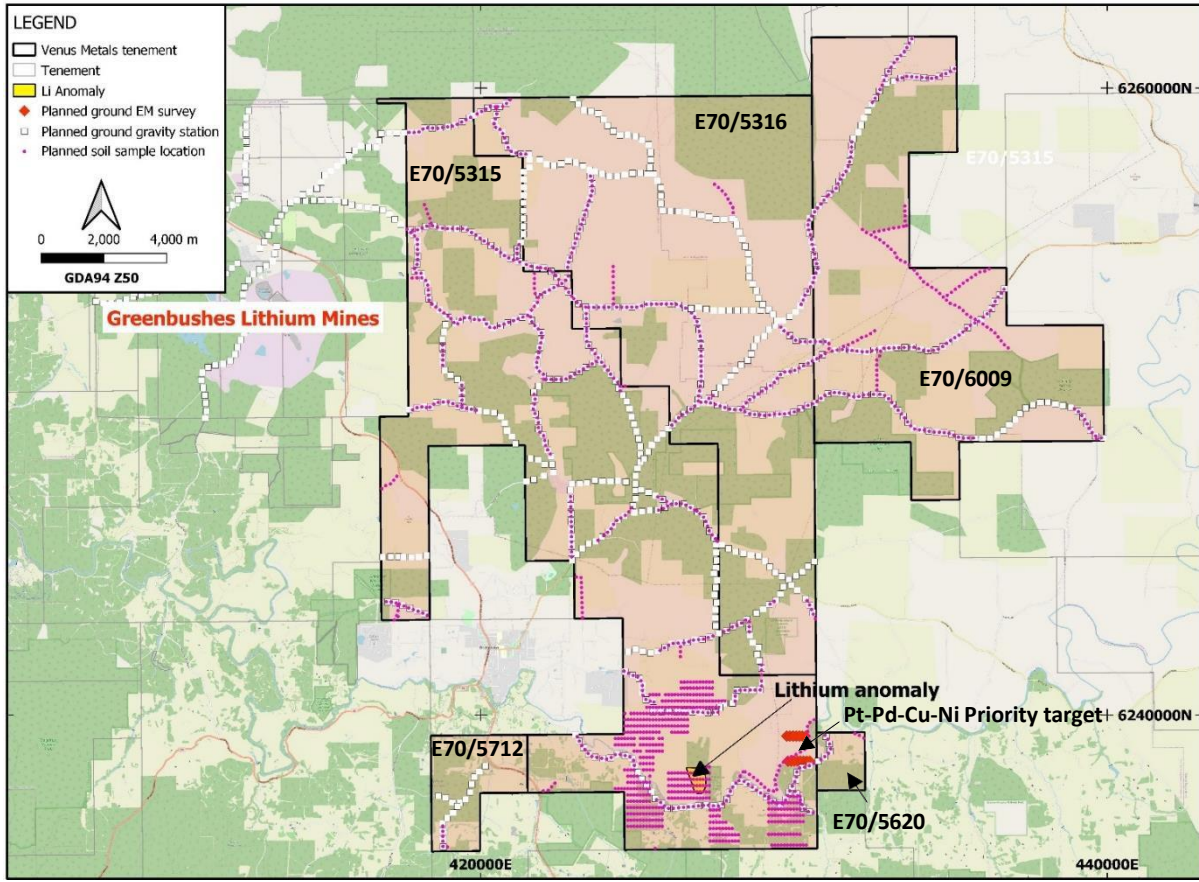 LEGEND
Venus Metals tenement
Tenement
Li Anomaly
Planned ground EM survey
Planned ground gravity station
Planned soil sample location
0 2,000 4,000 m
GDA94 Z50
6260000N
E70/5316
E70/5315
E70/5315
Greenbushes Lithium Mines
E70/6009
Lithium anomaly
Pt-Pd-Cu-Ni Priority target
6240000N
E70/5712
E70/5620
420000E
440000E